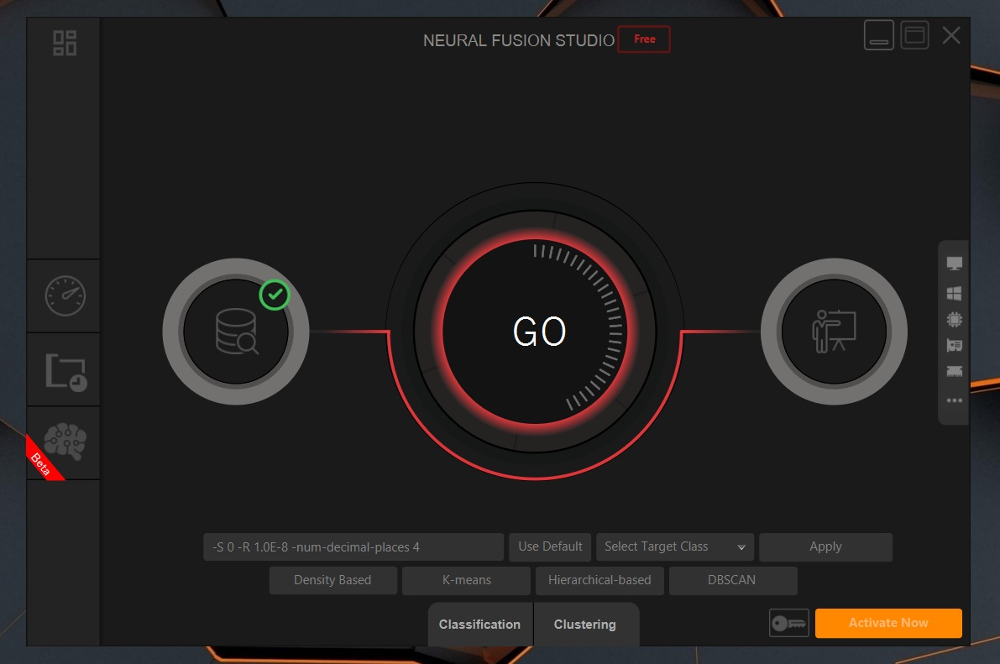 NEURAL FUSION STUDIO Free
GO
Beta
-S 0 -R 1.0E-8 -num-decimal-places 4 Use Default Select Target Class Apply
Density Based K-means Hierarchical-based DBSCAN
Classification Clustering Activate Now